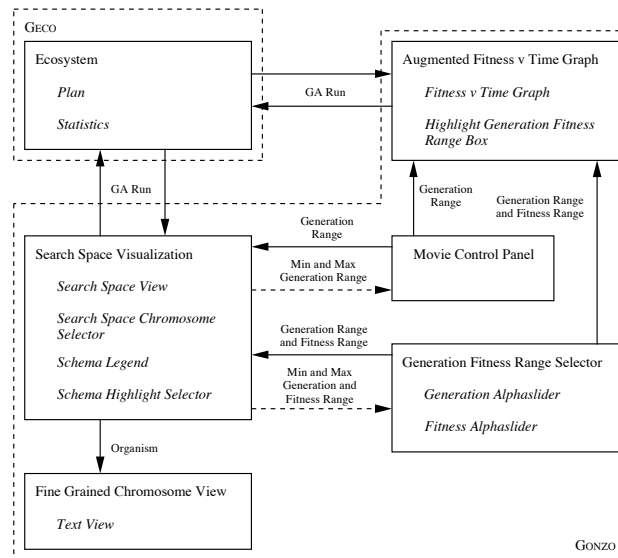 GECO
Ecosystem
Plan
Statistics
GA Run
Augmented Fitness v Time Graph
Fitness v Time Graph
Highlight Generation Fitness
Range Box
GA Run
Generation
Range
Generation Range
and Fitness Range
Search Space Visualization
Search Space View
Search Space Chromosome
Selector
Schema Legend
Schema Highlight Selector
Generation
Range
Min and Max
Generation Range
Movie Control Panel
Generation Range
and Fitness Range
Min and Max
Generation and
Fitness Range
Generation Fitness Range Selector
Generation Alphaslider
Fitness Alphaslider
Organism
Fine Grained Chromosome View
Text View
GONZO